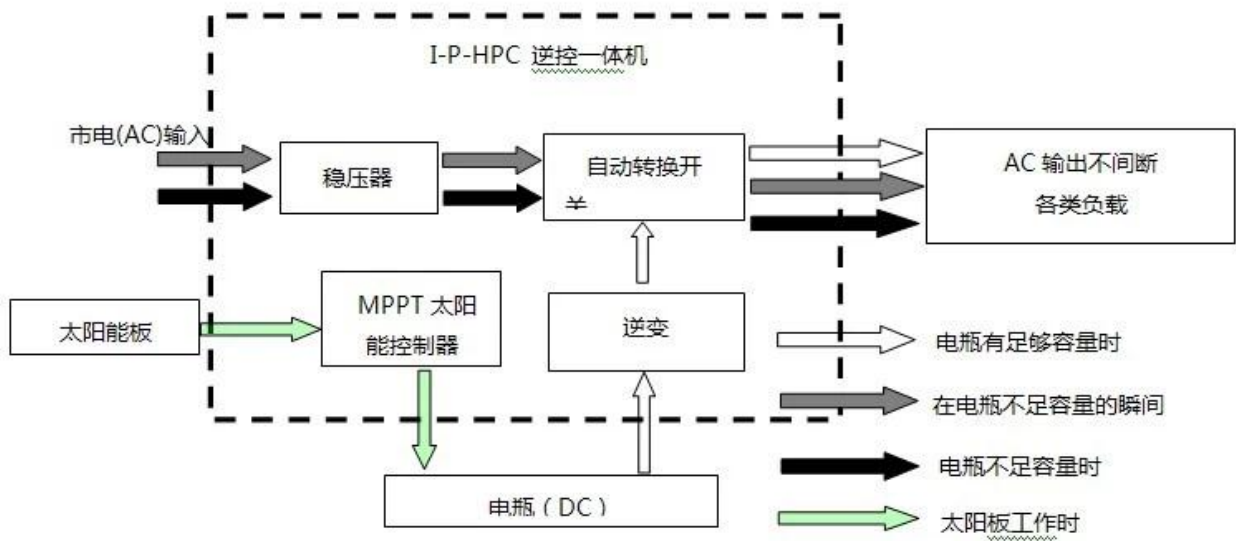 I-P-HPC 逆控一体机
市电(AC)输入
稳压器
自动转换开
关
AC 输出不间断
各类负载
太阳能板
MPPT 太阳
能控制器
逆变
电瓶（DC）
电瓶有足够容量时
在电瓶不足容量的瞬间
电瓶不足容量时
太阳板工作时